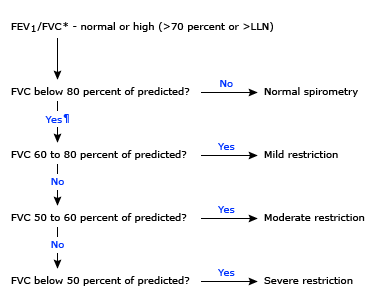 FEV1/FVC* - normal or high (>70 percent or >LLN)
No
FVC below 80 percent of predicted? Normal spirometry
Yes¶
Yes
FVC 60 to 80 percent of predicted? Mild restriction
No
Yes
FVC 50 to 60 percent of predicted? Moderate restriction
No
Yes
FVC below 50 percent of predicted? Severe restriction